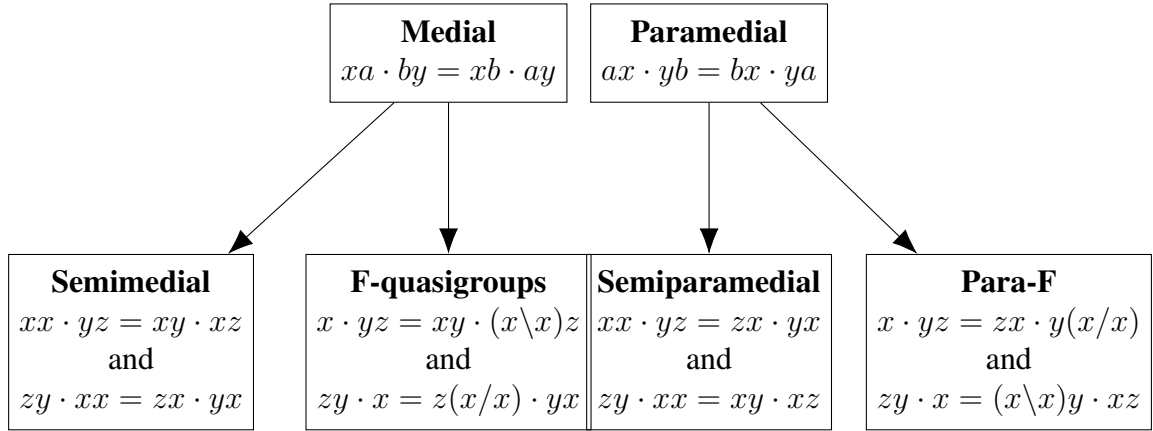 Medial
xa · by = xb · ay
Paramedial
ax · yb = bx · ya
Semimedial
xx · yz = xy · xz
and
zy · xx = zx · yx
F-quasigroups
x · yz = xy · (x\x)z
and
zy · x = z(x/x) · yx
Semiparamedial
xx · yz = zx · yx
and
zy · xx = xy · xz
Para-F
x · yz = zx · y(x/x)
and
zy · x = (x\x)y · xz